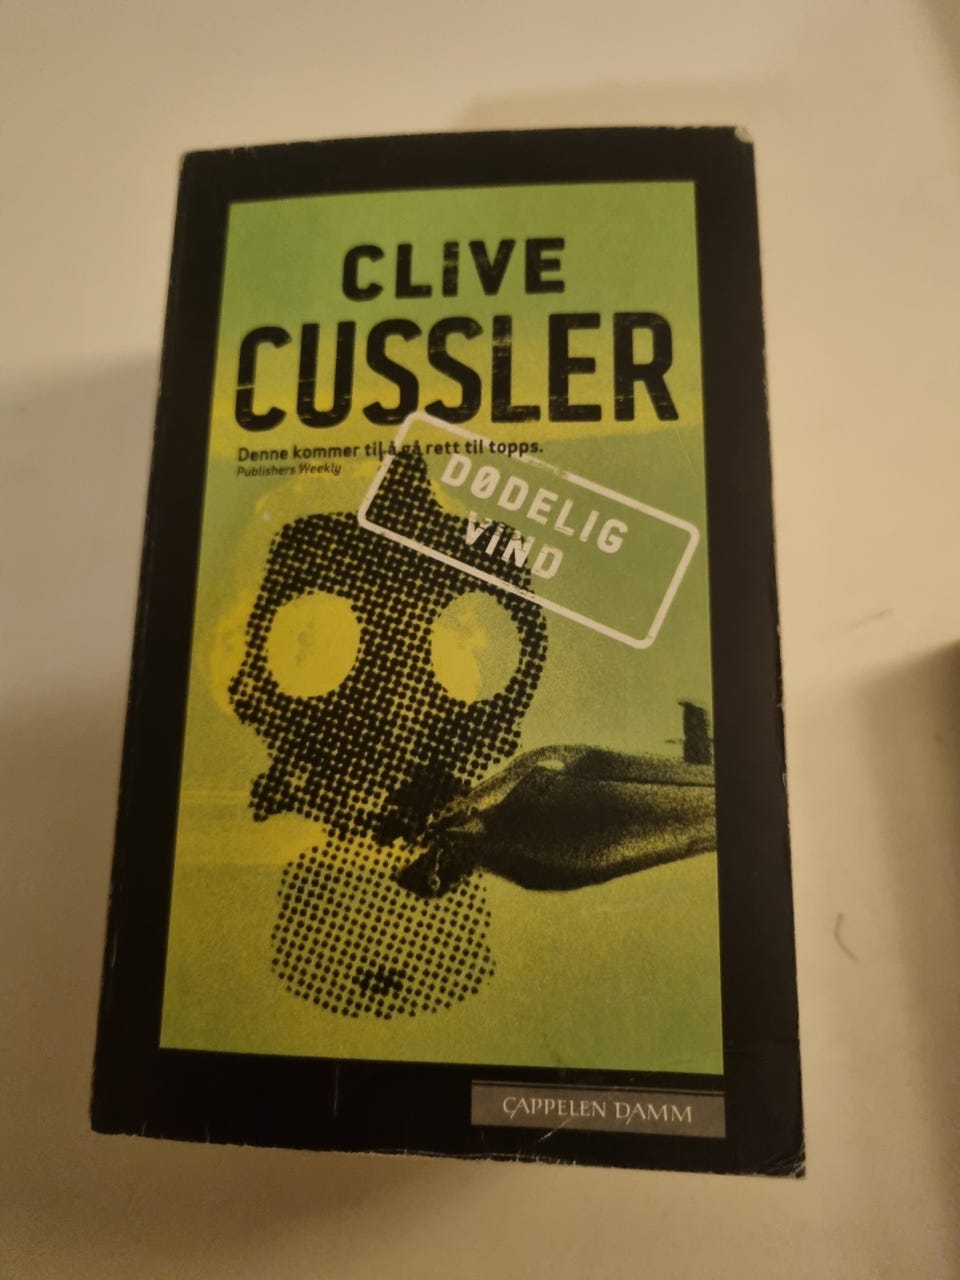 CLIVE
CUSSLER
Denne kommer til å gå rett til topps.
Publishers Weekly
DØDELIG
VIND
CAPPELEN DAMM